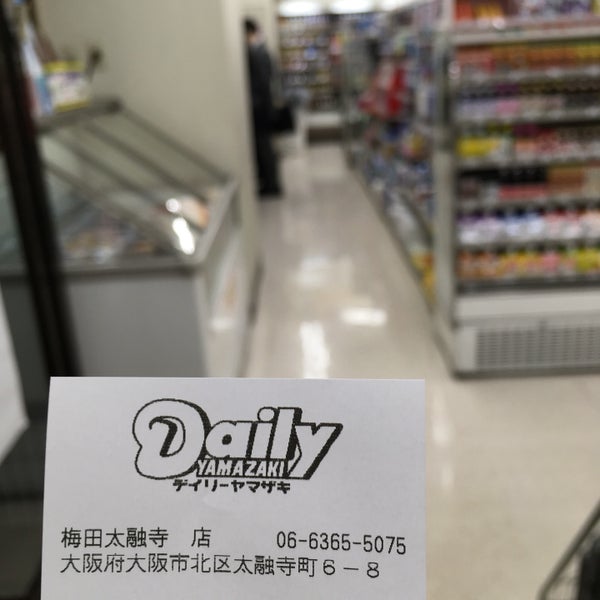 Daily
YAMAZAKI
デイリーヤマザキ
梅田太融寺　店　06-6365-5075
大阪府大阪市北区太融寺町６－８